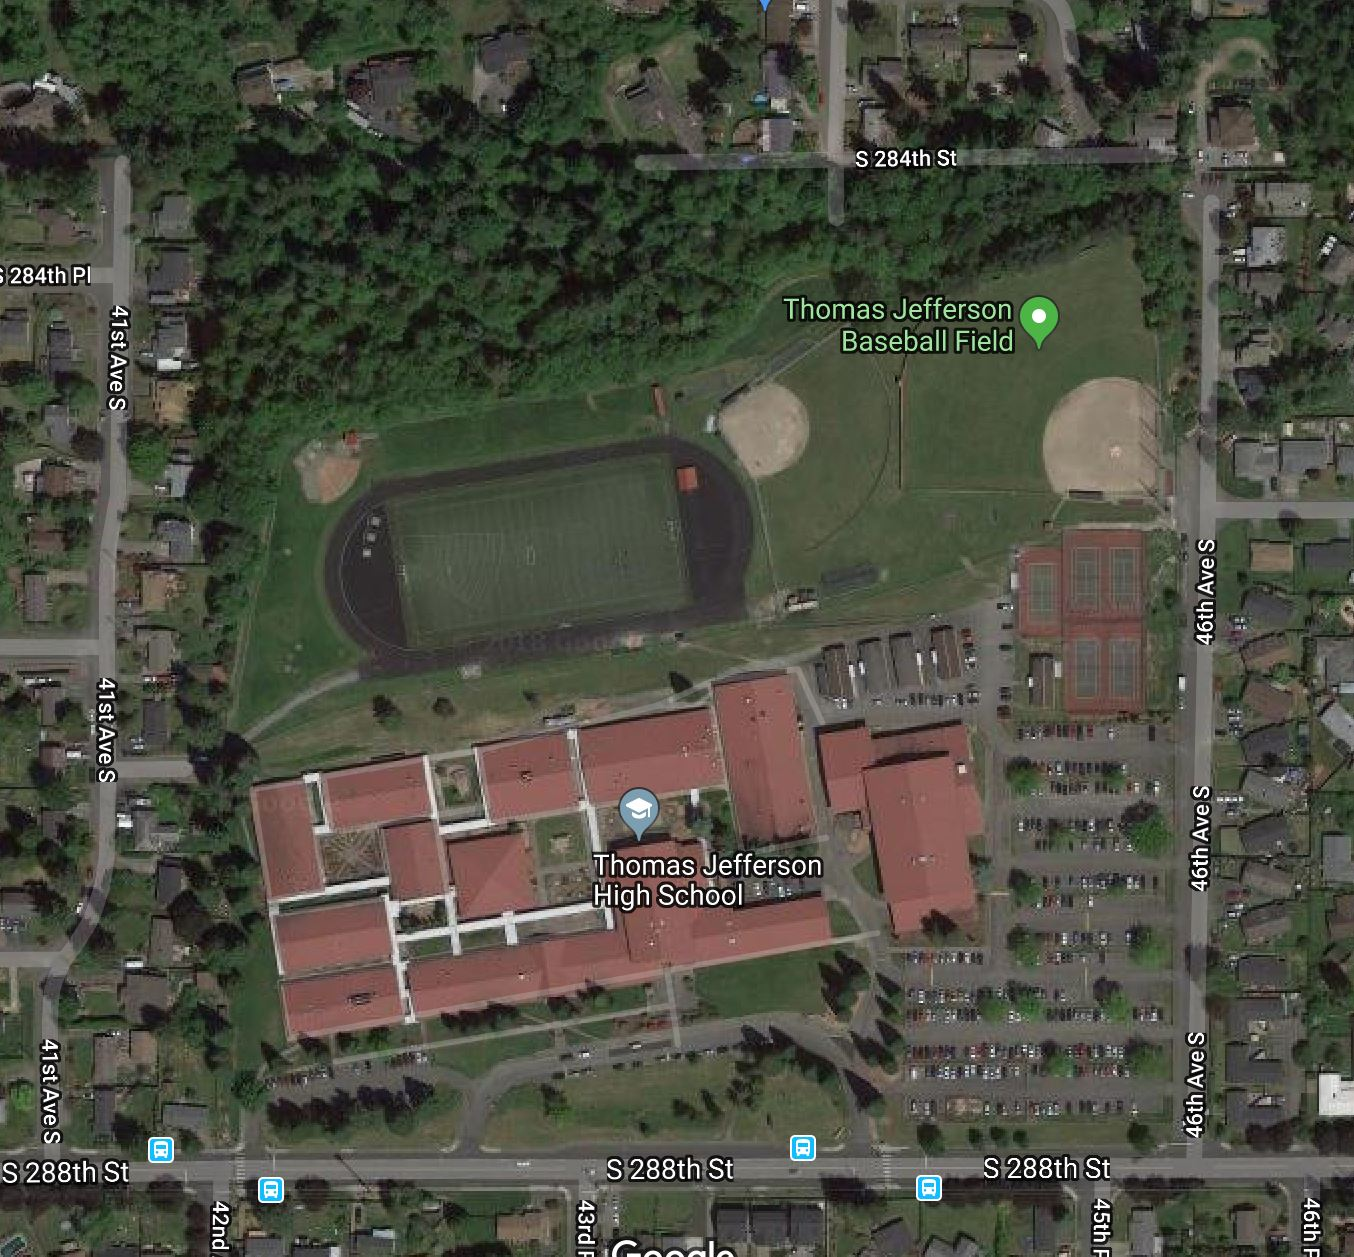 S 284th St
S 284th Pl
41st Ave S
Thomas Jefferson
Baseball Field
46th Ave S
41st Ave S
46th Ave S
Thomas Jefferson
High School
41st Ave S
46th Ave S
S 288th St
S 288th St
S 288th St
42nd
43rd
45th
46th
Google